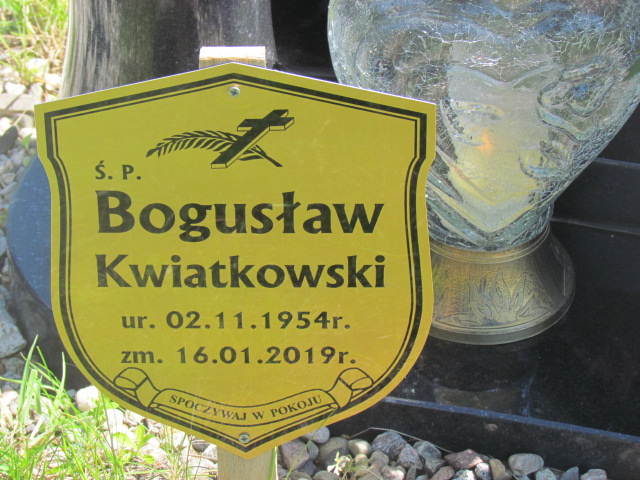 Ś. P.
Bogusław
Kwiatkowski
ur. 02.11.1954r.
zm. 16.01.2019r.
SPOCZYWAJ W POKOJU